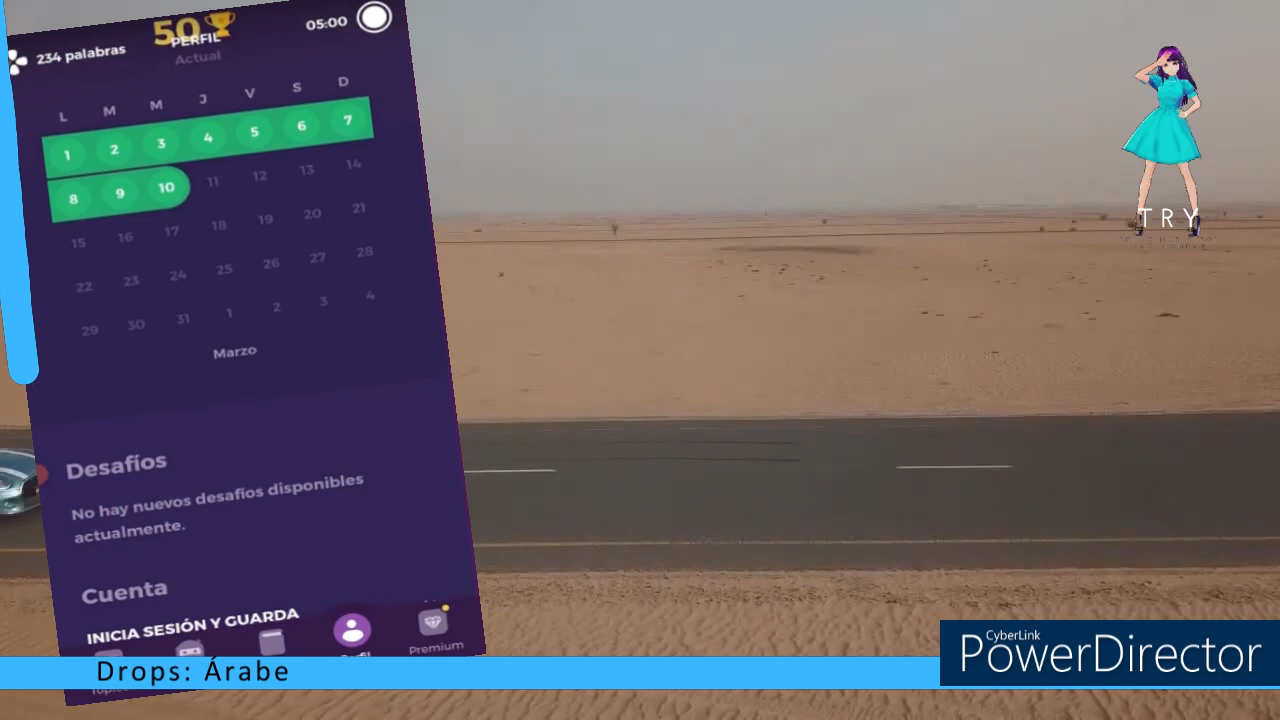 50
234 palabras
PERFIL
05:00
Actual
L M M J V S D
1 2 3 4 5 6 7
8 9 10 11 12 13 14
15 16 17 18 19 20 21
22 23 24 25 26 27 28
29 30 31 1 2 3 4
Marzo
Desafíos
No hay nuevos desafíos disponibles
actualmente.
Cuenta
INICIA SESIÓN Y GUARDA
Premium
Drops: Árabe
TRY
CyberLink
PowerDirector